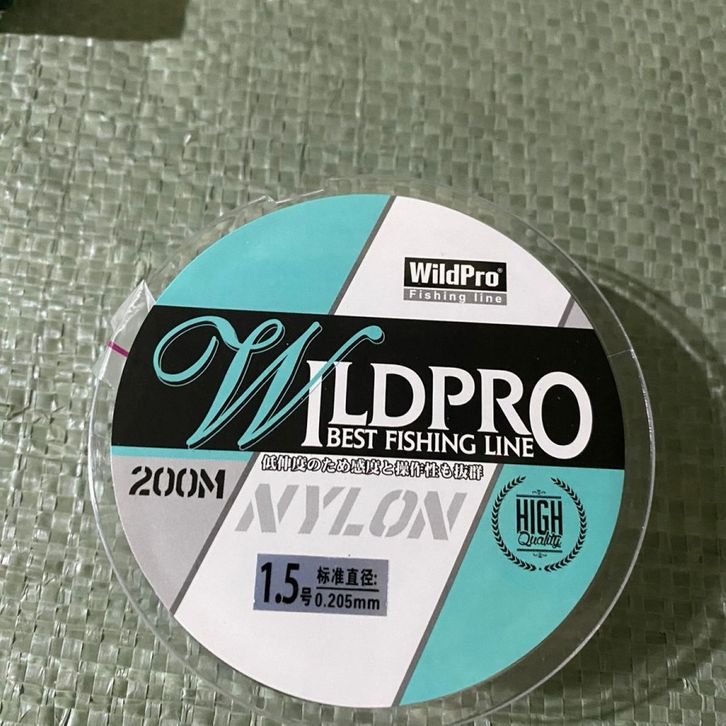 WildPro®
Fishing line
WILDPRO
BEST FISHING LINE
低伸度のため感度と操作性も抜群
200M
NYLON
HIGH
Quality
1.5号
标准直径:
0.205mm